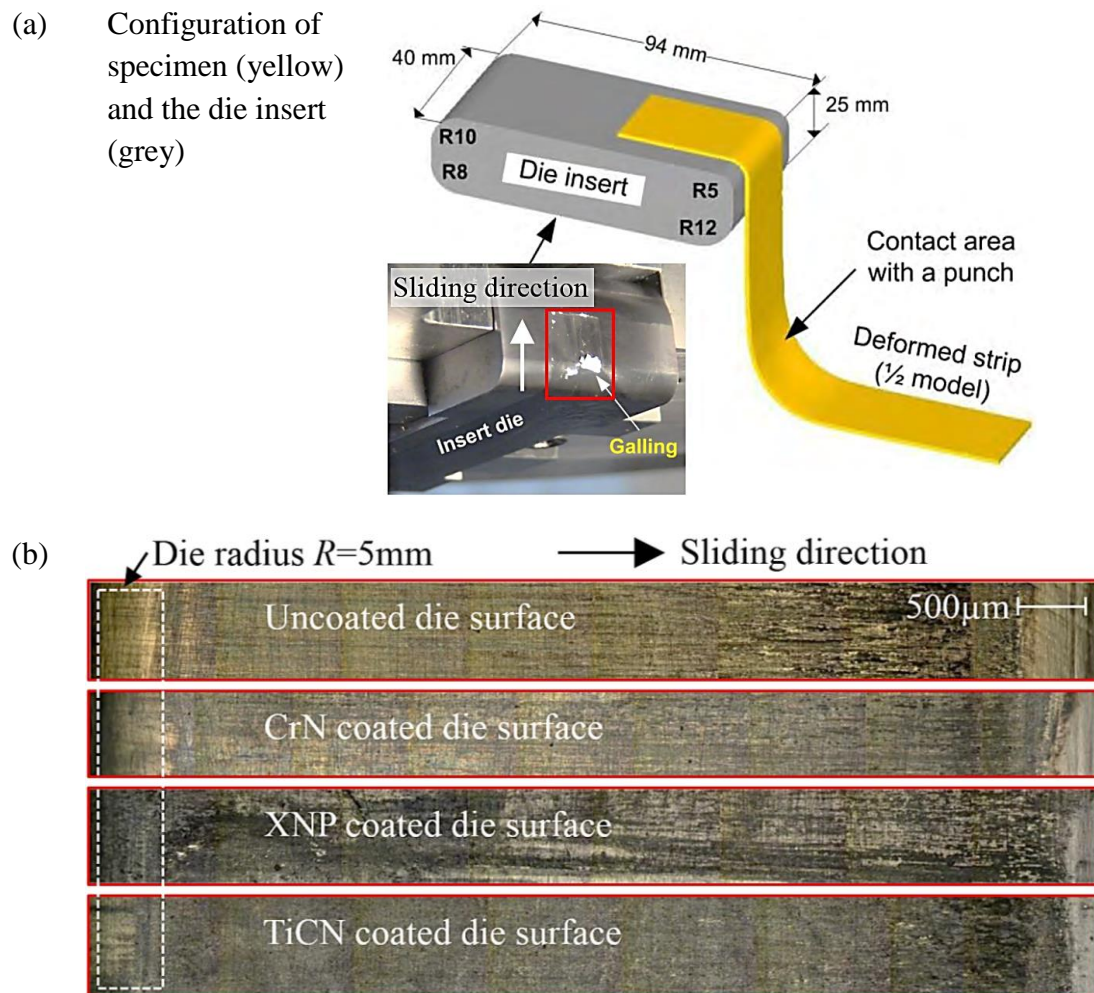 (a) Configuration of
specimen (yellow)
and the die insert
(grey)
94 mm
40 mm
25 mm
R10
R8
Die insert
R5
R12
Contact area
with a punch
Sliding direction
Deformed strip
(½ model)
Insert die
Galling
(b) Die radius R=5mm Sliding direction
Uncoated die surface 500μm
CrN coated die surface
XNP coated die surface
TiCN coated die surface